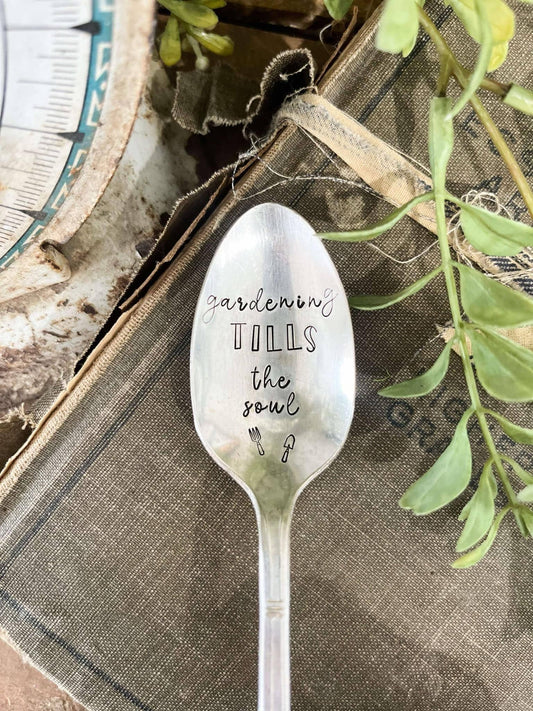 gardening
TILLS
the
soul